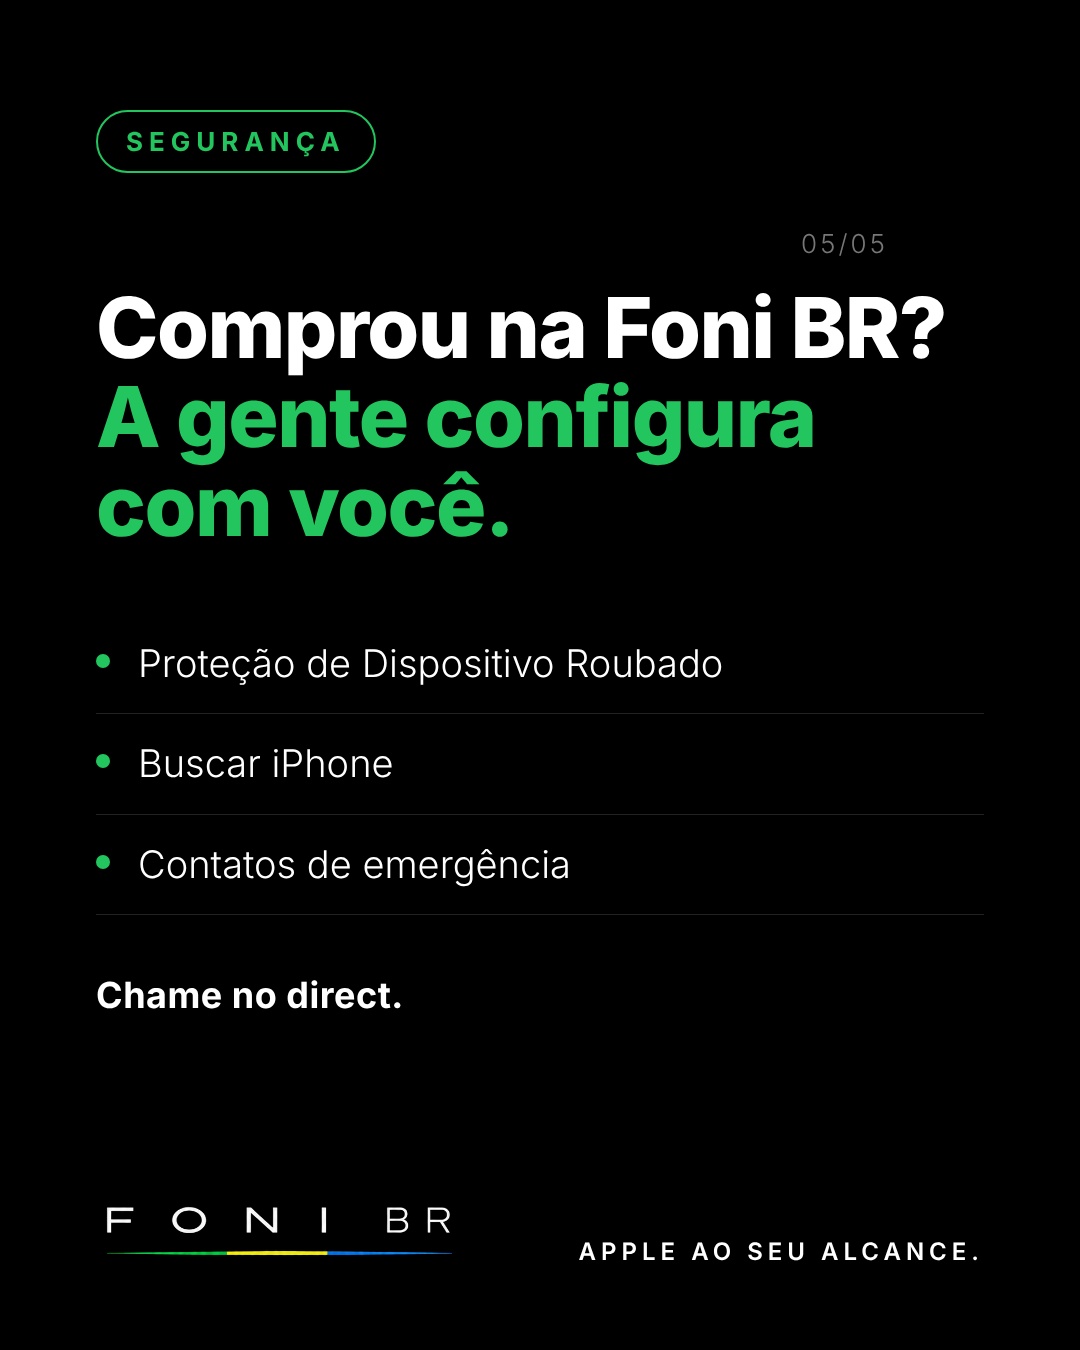 SEGURANÇA
05/05
Comprou na Foni BR?
A gente configura
com você.
Proteção de Dispositivo Roubado
Buscar iPhone
Contatos de emergência
Chame no direct.
FONI BR
APPLE AO SEU ALCANCE.